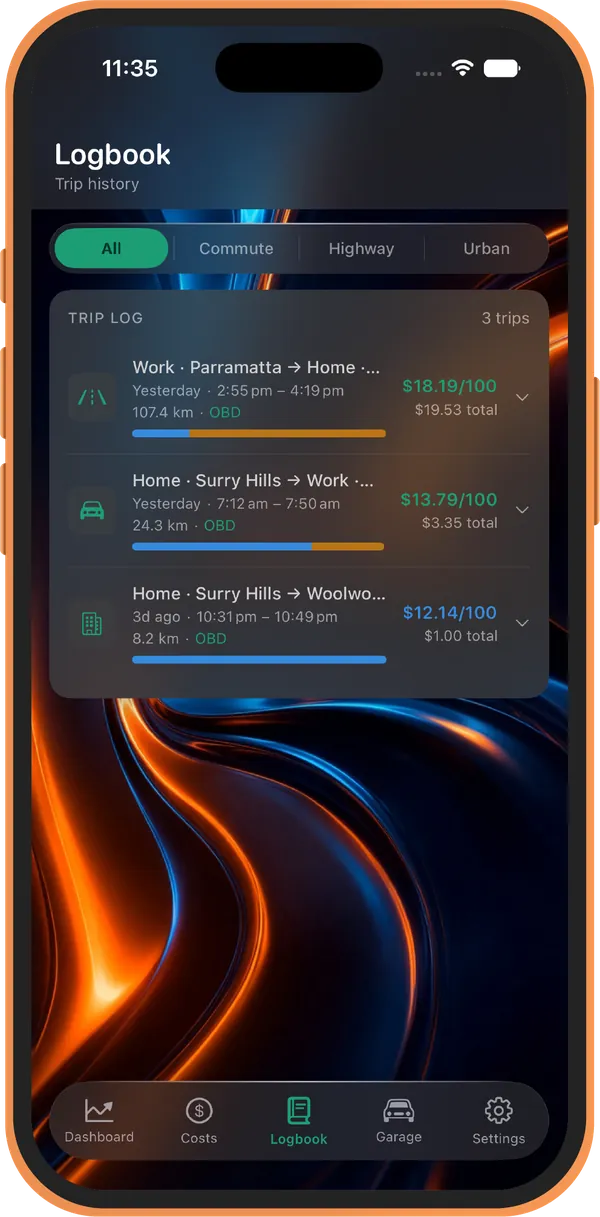 11:35
Logbook
Trip history
All
Commute
Highway
Urban
TRIP LOG
3 trips
Work · Parramatta → Home ·...
Yesterday · 2:55 pm – 4:19 pm
107.4 km · OBD
$18.19/100
$19.53 total
Home · Surry Hills → Work ·...
Yesterday · 7:12 am – 7:50 am
24.3 km · OBD
$13.79/100
$3.35 total
Home · Surry Hills → Woolwo...
3d ago · 10:31 pm – 10:49 pm
8.2 km · OBD
$12.14/100
$1.00 total
Dashboard
Costs
Logbook
Garage
Settings